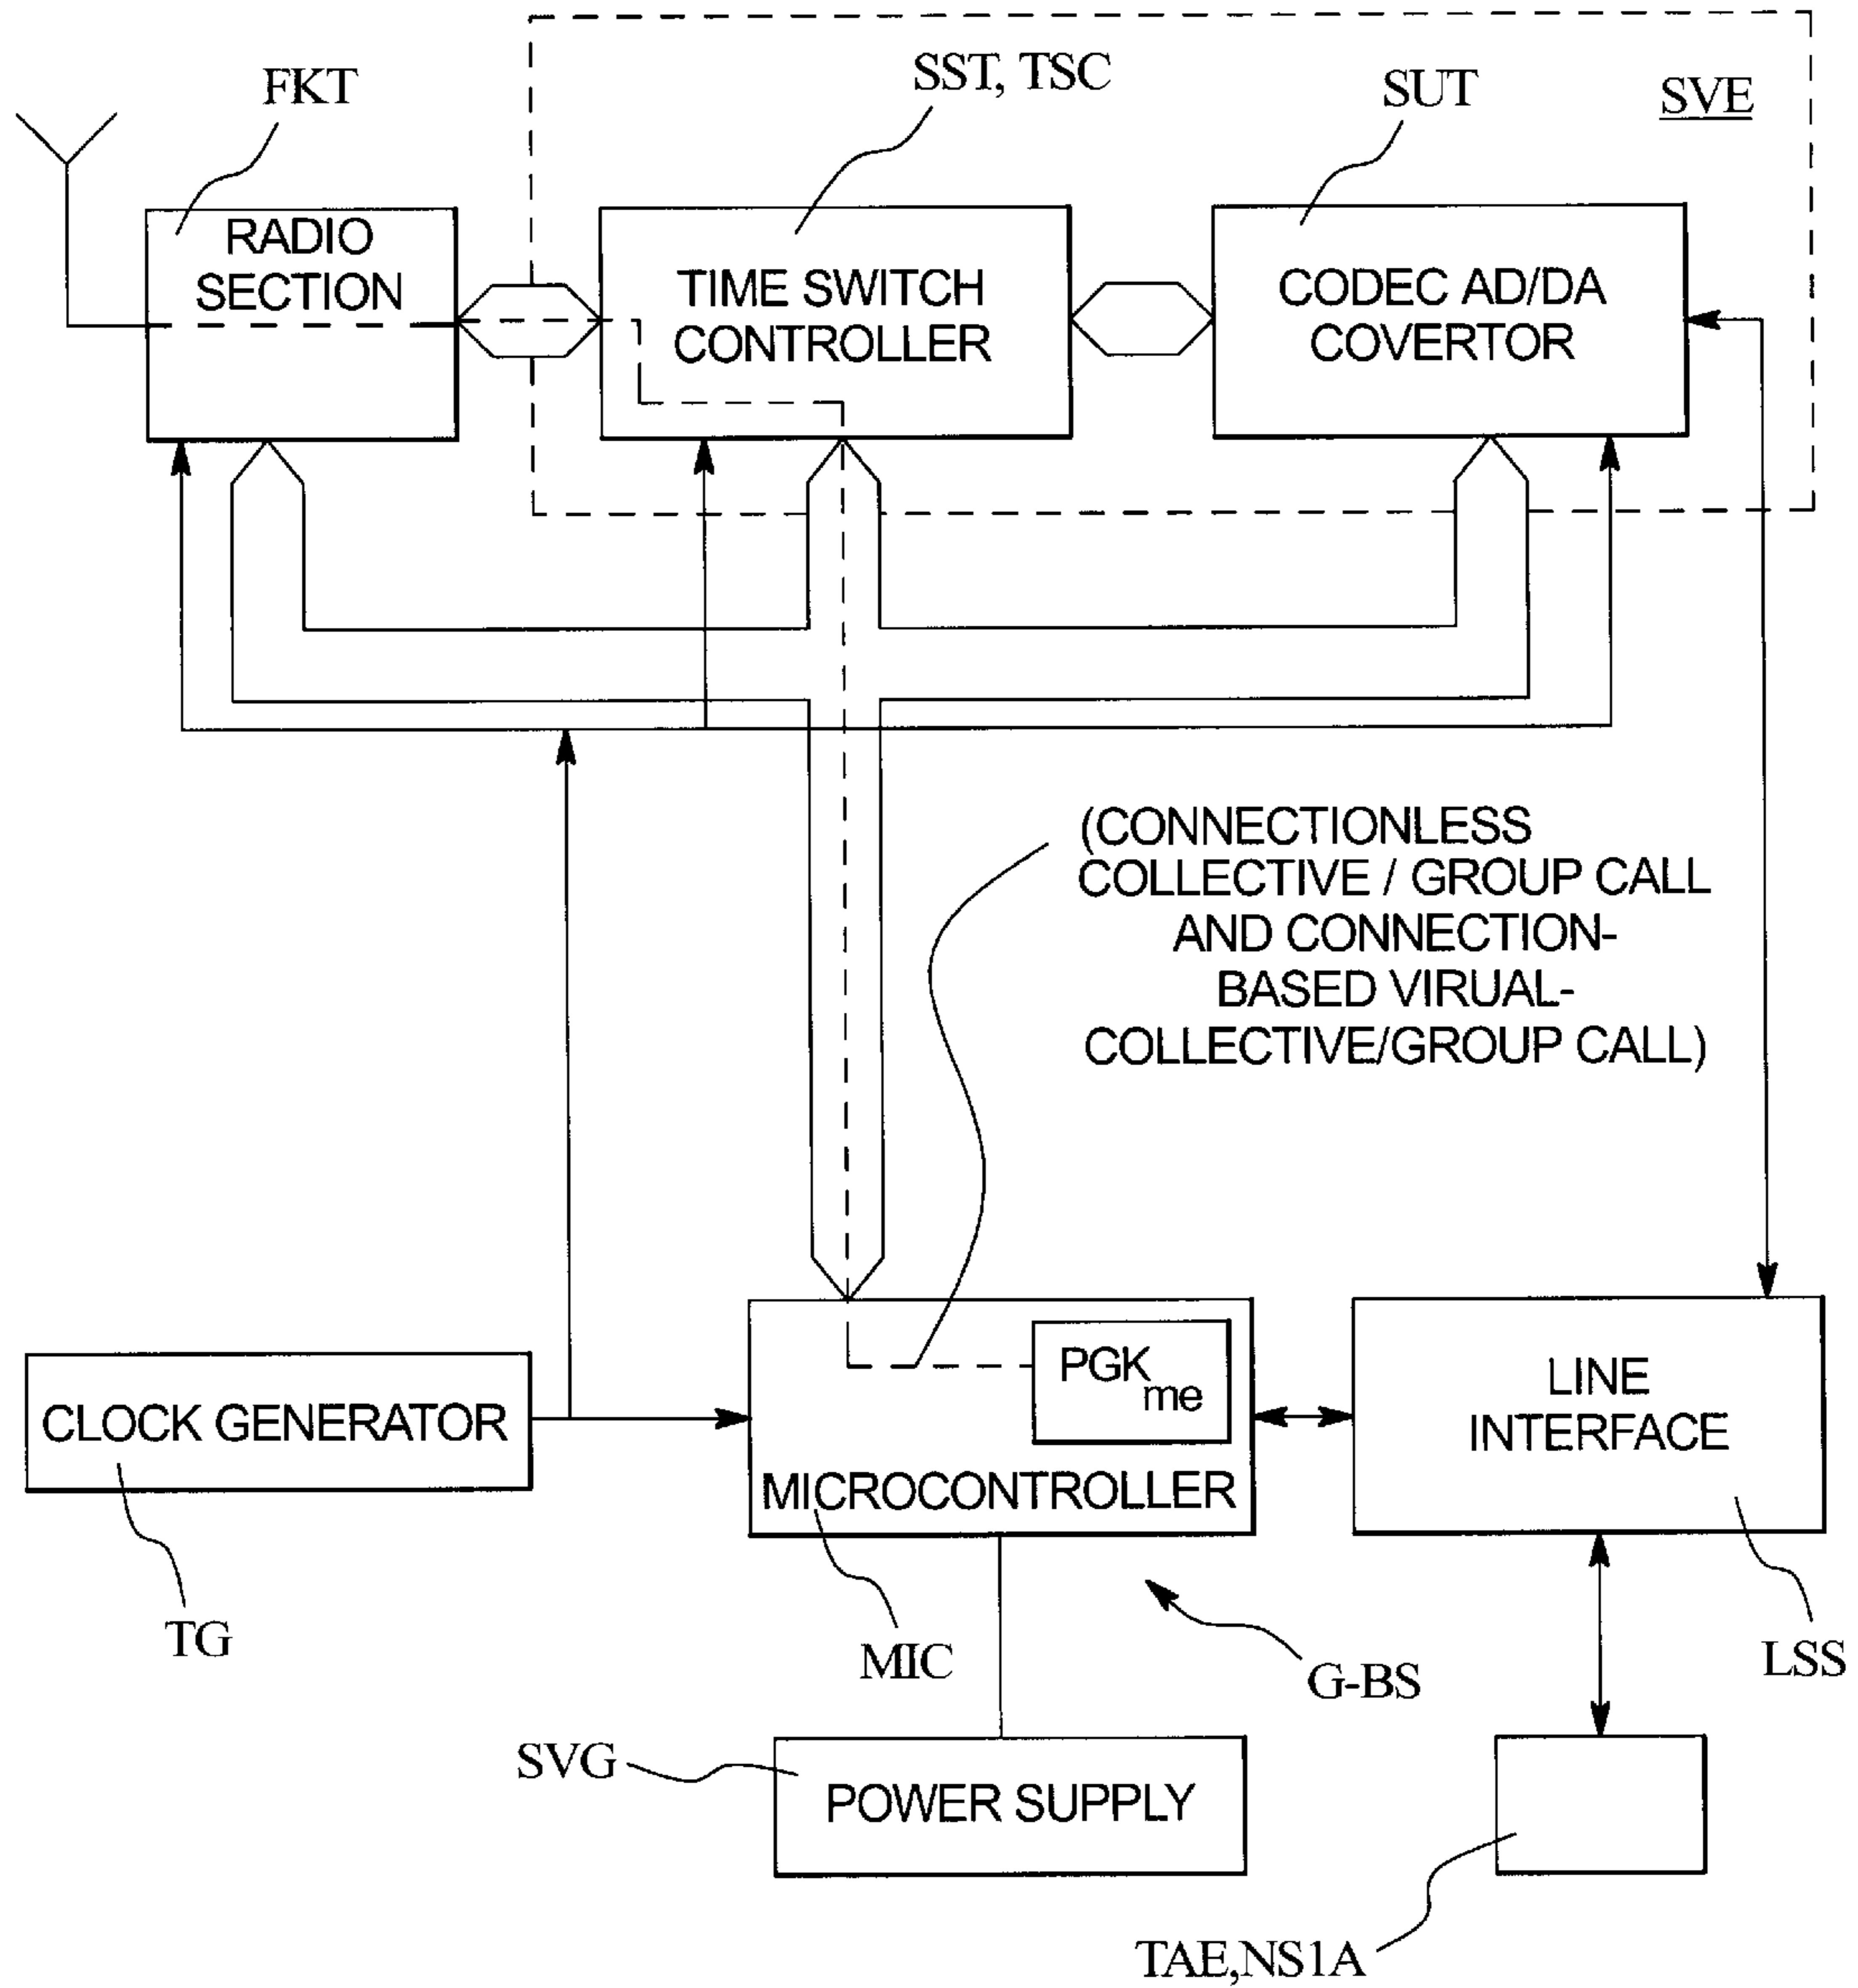 FKT
SST, TSC
SUT
SVE
RADIO
SECTION
TIME SWITCH
CONTROLLER
CODEC AD/DA
COVERTOR
(CONNECTIONLESS
COLLECTIVE / GROUP CALL
AND CONNECTION-
BASED VIRUAL-
COLLECTIVE/GROUP CALL)
CLOCK GENERATOR
PGK me
MICROCONTROLLER
LINE
INTERFACE
TG
MIC
G-BS
LSS
SVG
POWER SUPPLY
TAE,NS1A